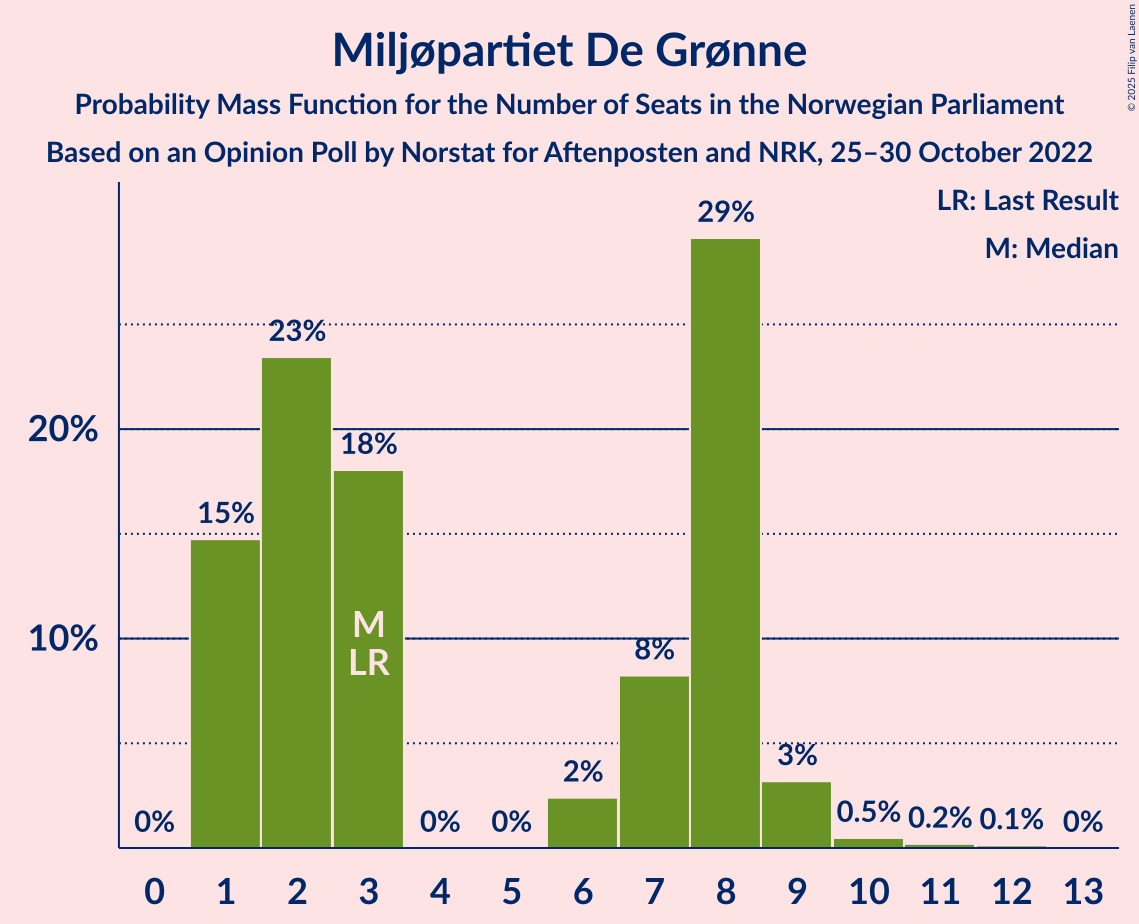 Miljøpartiet De Grønne
Probability Mass Function for the Number of Seats in the Norwegian Parliament
Based on an Opinion Poll by Norstat for Aftenposten and NRK, 25–30 October 2022
© 2025 Filip van Laenen
LR: Last Result
M: Median
20%
10%
0%
15%
23%
18%
M
LR
0%
0%
2%
8%
29%
3%
0.5%
0.2%
0.1%
0%
0 1 2 3 4 5 6 7 8 9 10 11 12 13